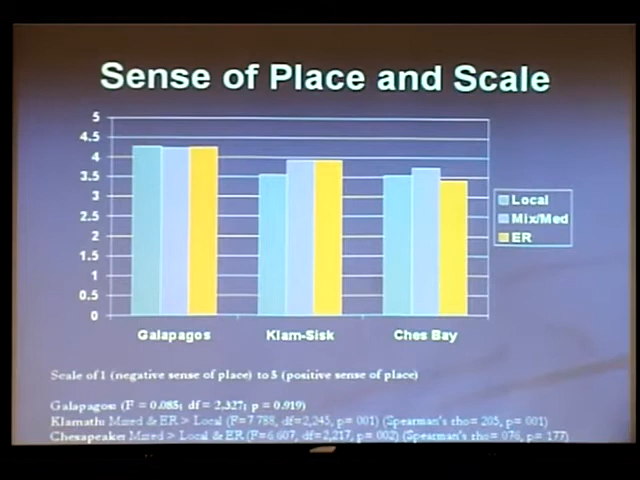 Sense of Place and Scale
5
4.5
4
3.5
3
2.5
2
1.5
1
0.5
0
Local
Mix/Med
ER
Galapagos Klam-Sisk Ches Bay
Scale of 1 (negative sense of place) to 5 (positive sense of place)
Galapagos: (F = 0.085; df = 2,327; p = 0.919)
Klamath: Mixed & ER > Local (F=7.788, df=2,245, p= .001) (Spearman's rho= .205, p= .001)
Chesapeake: Mixed > Local & ER (F=6.607, df=2,217, p=.002) (Spearman's rho= .076, p= .177)